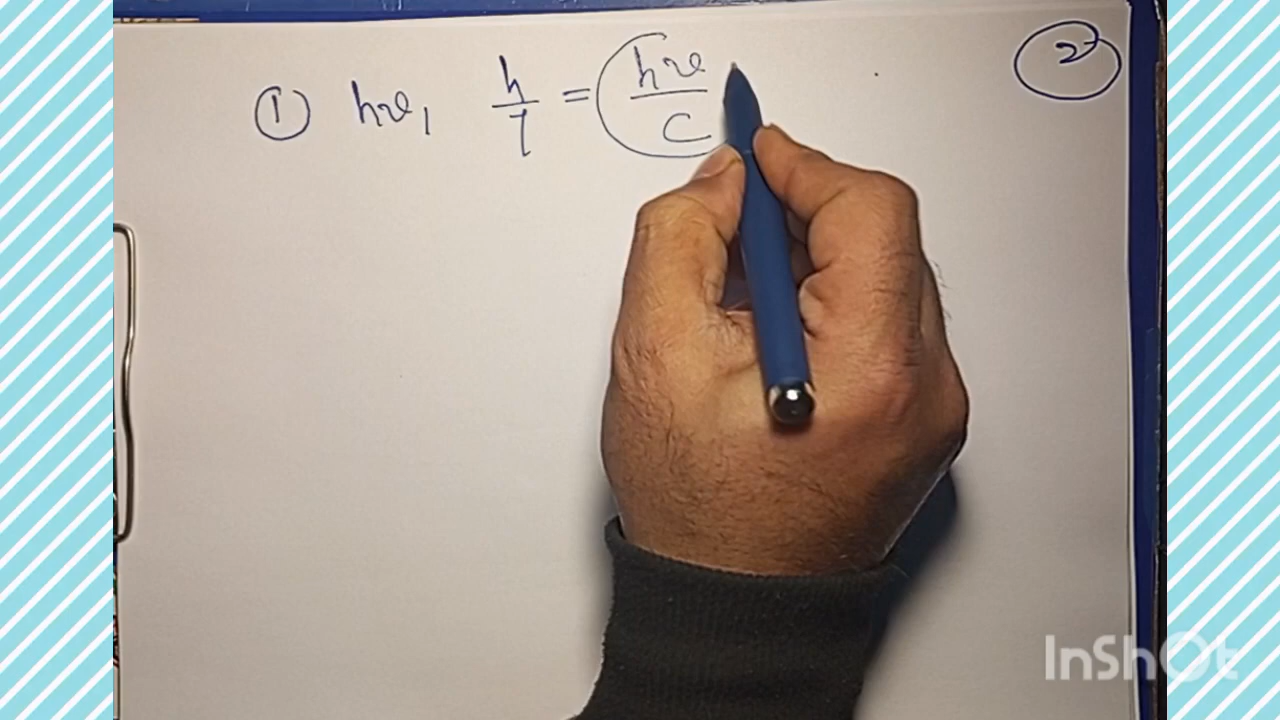 ① hν, h/l = hν/c
②
InShOt